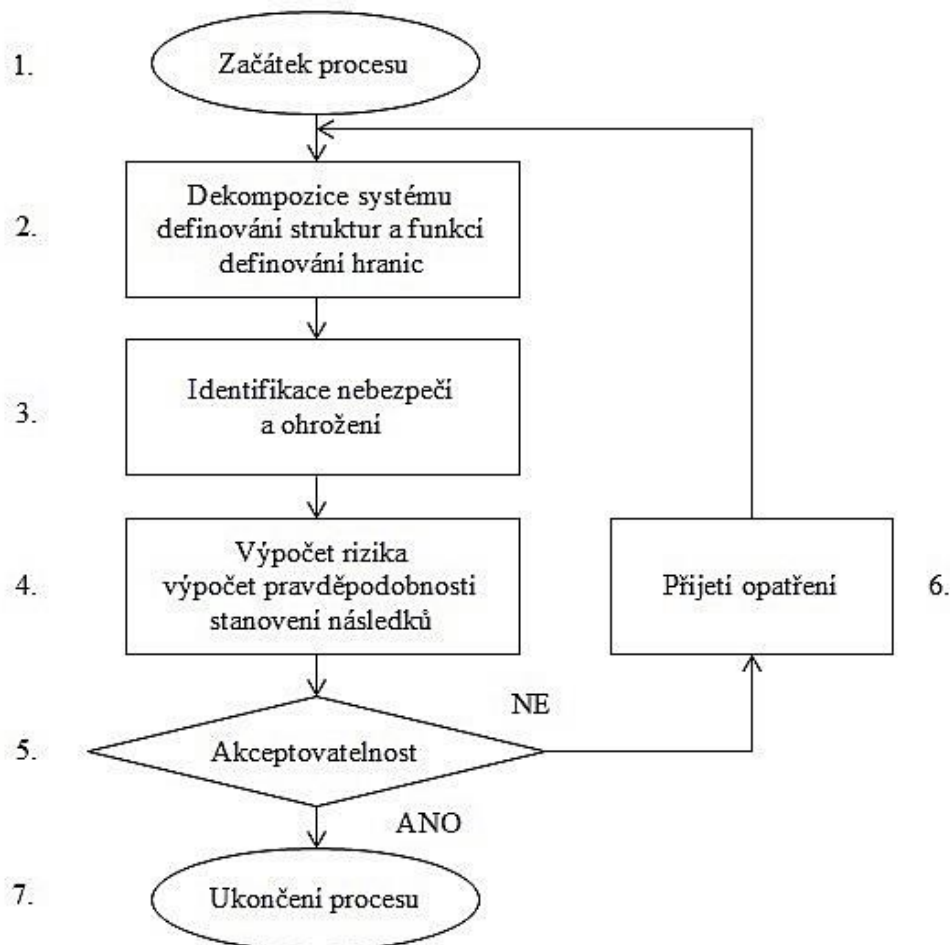 1.
Začátek procesu
2.
Dekompozice systému
definování struktur a funkcí
definování hranic
3.
Identifikace nebezpečí
a ohrožení
4.
Výpočet rizika
výpočet pravděpodobnosti
stanovení následků
Přijetí opatření
6.
NE
5.
Akceptovatelnost
ANO
7.
Ukončení procesu